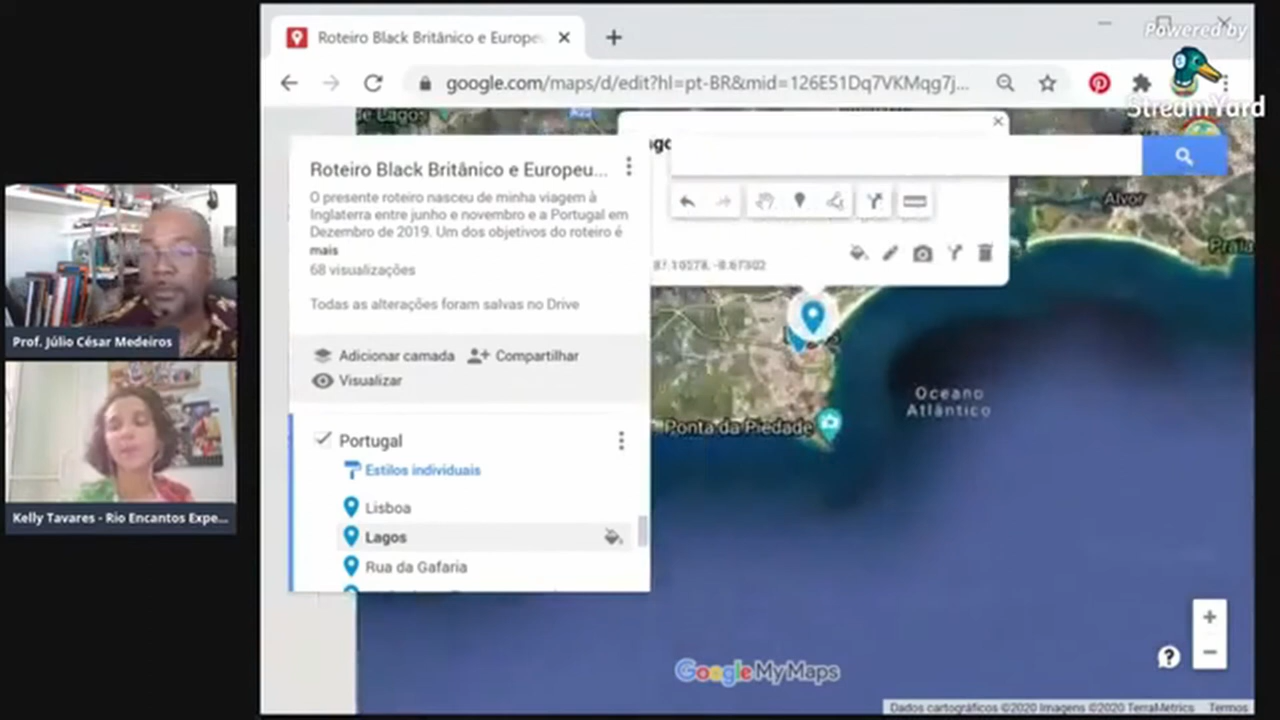 Roteiro Black Britânico e Europe
Powered by
google.com/maps/d/edit?hl=pt-BR&mid=126E51Dq7VKMqg7j...
StreamYard
de Lagos
Roteiro Black Britânico e Europeu...
O presente roteiro nasceu de minha viagem à
Inglaterra entre junho e novembro e a Portugal em
Dezembro de 2019. Um dos objetivos do roteiro é
mais
68 visualizações
Todas as alterações foram salvas no Drive
Adicionar camada
Compartilhar
Visualizar
Portugal
Estilos individuais
Lisboa
Lagos
Rua da Gafaria
Alvor
Praia
Ponta da Piedade
Oceano
Atlântico
Prof. Júlio César Medeiros
Kelly Tavares - Rio Encantos Expe...
Google My Maps
Dados cartográficos ©2020 Imagens ©2020 TerraMetrics
Termos